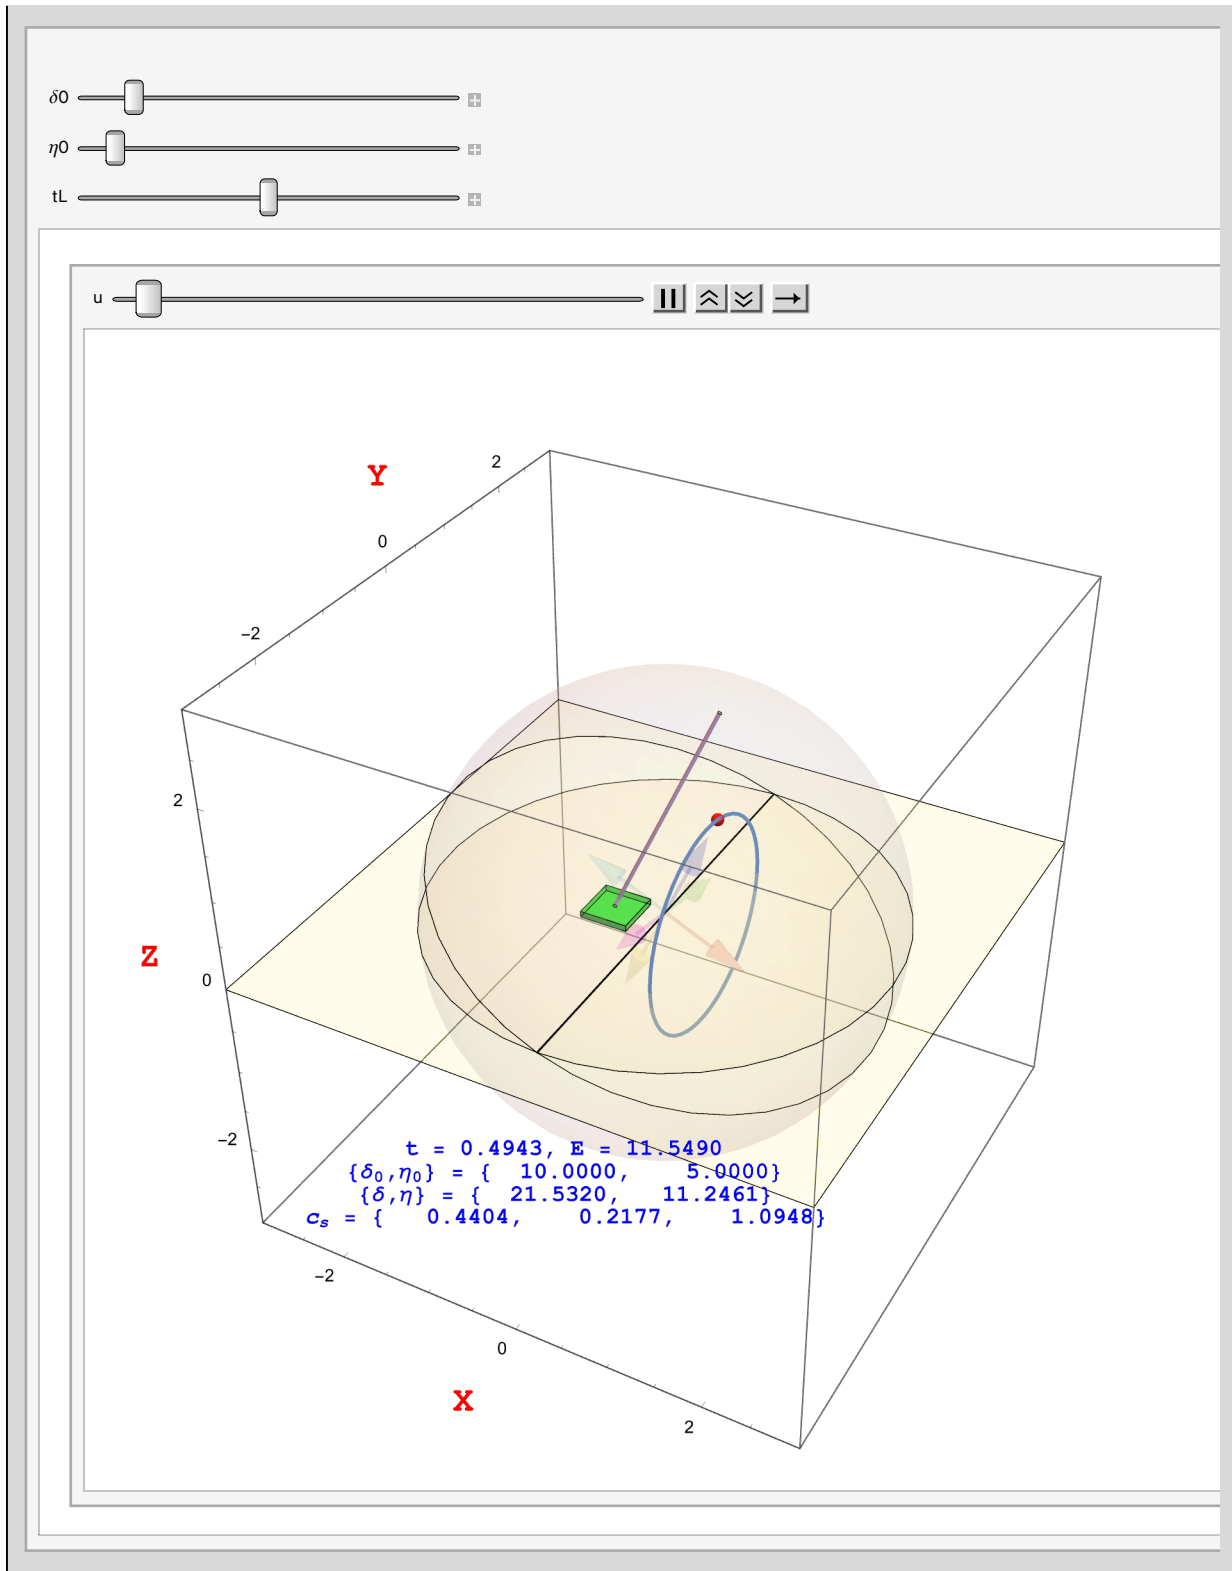 δ0
η0
tL
u
Y
2
0
−2
2
Z
0
−2
t = 0.4943, E = 11.5490
{δ₀,η₀} = { 10.0000, 5.0000}
{δ,η} = { 21.5320, 11.2461}
cₛ = { 0.4404, 0.2177, 1.0948}
−2
0
X
2